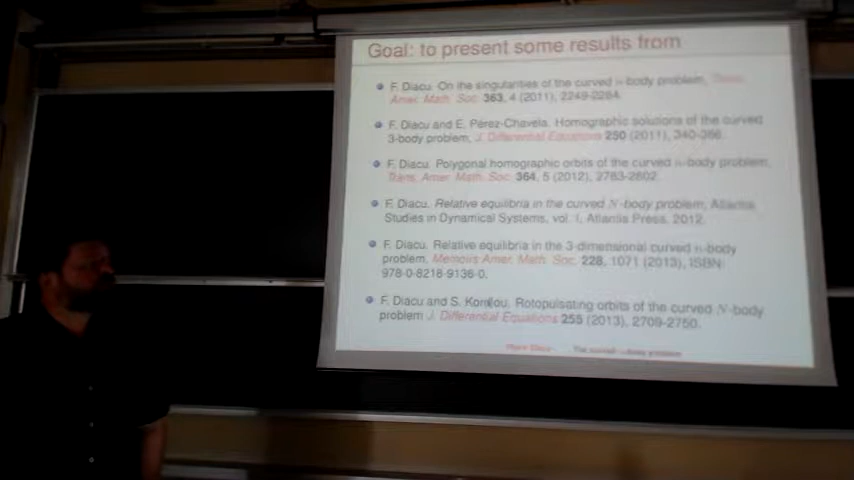 Goal: to present some results from
F. Diacu. On the singularities of the curved n-body problem, Trans.
Amer. Math. Soc. 363, 4 (2011), 2249-2264.
F. Diacu and E. Pérez-Chavela. Homographic solutions of the curved
3-body problem, J. Differential Equations 250 (2011), 340-366.
F. Diacu. Polygonal homographic orbits of the curved n-body problem,
Trans. Amer. Math. Soc. 364, 5 (2012), 2783-2802.
F. Diacu. Relative equilibria in the curved N-body problem, Atlantis
Studies in Dynamical Systems, vol. I, Atlantis Press, 2012.
F. Diacu. Relative equilibria in the 3-dimensional curved n-body
problem, Memoirs Amer. Math. Soc. 228, 1071 (2013), ISBN:
978-0-8218-9136-0.
F. Diacu and S. Kordlou. Rotopulsating orbits of the curved N-body
problem J. Differential Equations 255 (2013), 2709-2750.
Florin Diacu The curved n-body problem